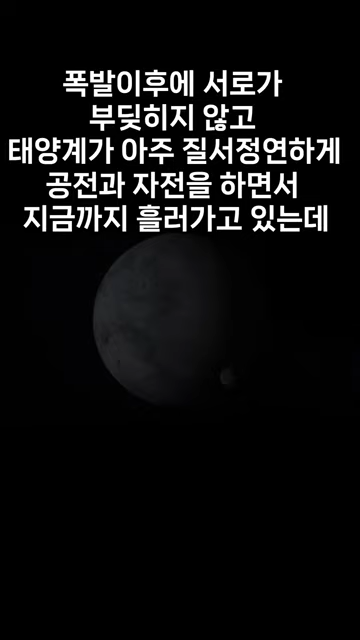 폭발이후에 서로가
부딪히지 않고
태양계가 아주 질서정연하게
공전과 자전을 하면서
지금까지 흘러가고 있는데